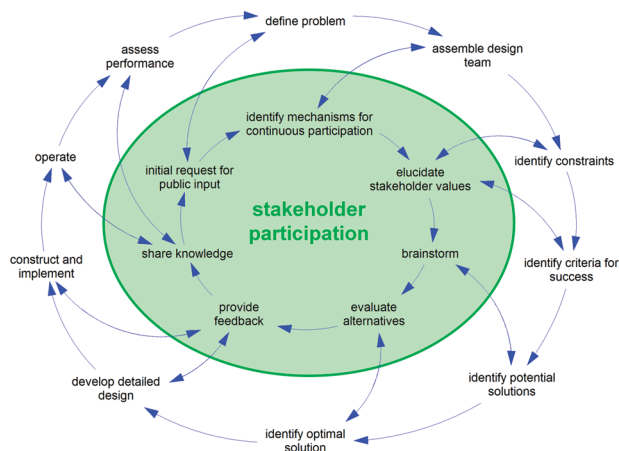 define problem
assemble design
team
identify constraints
identify criteria for
success
identify potential
solutions
identify optimal
solution
develop detailed
design
construct and
implement
operate
assess
performance
identify mechanisms for
continuous participation
elucidate
stakeholder values
brainstorm
evaluate
alternatives
provide
feedback
share knowledge
initial request for
public input
stakeholder
participation